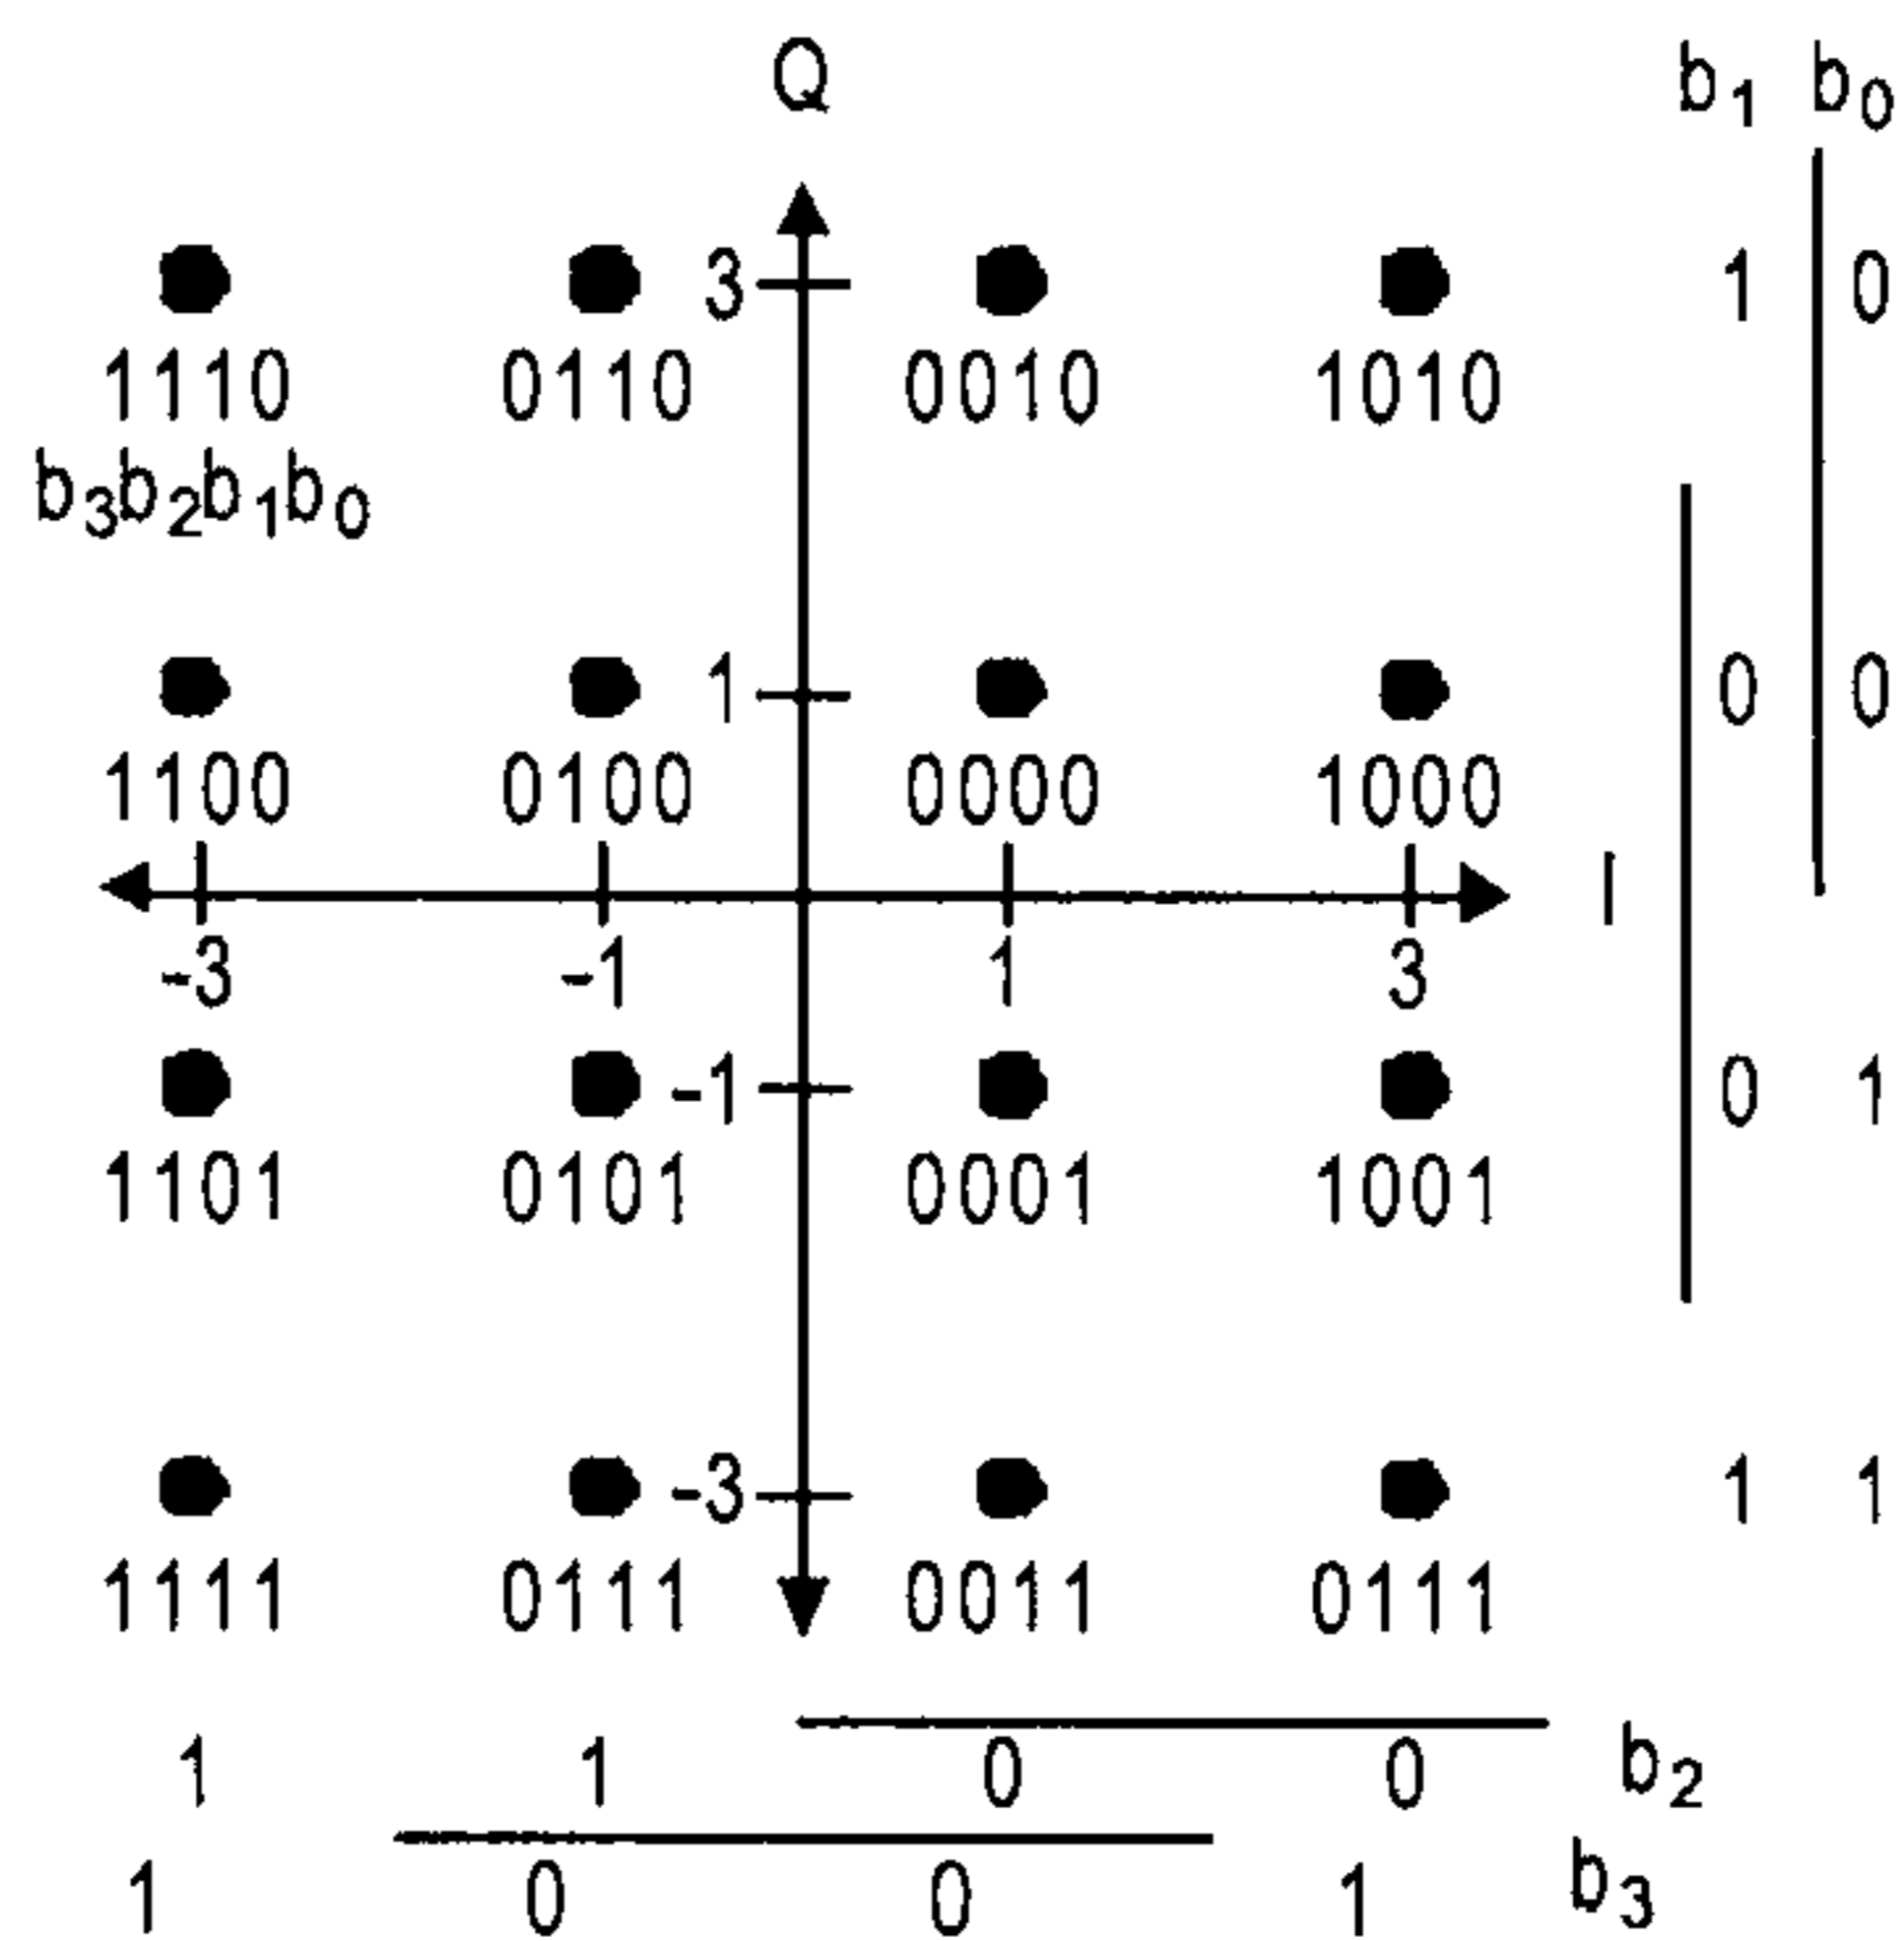 Q b₁ b₀
3 1 0
1110 0110 0010 1010
b₃b₂b₁b₀
1 0 0
1100 0100 0000 1000
I
-3 -1 1 3
-1 0 1
1101 0101 0001 1001
-3 1 1
1111 0111 0011 0111
1 1 0 0 b₂
1 0 0 1 b₃